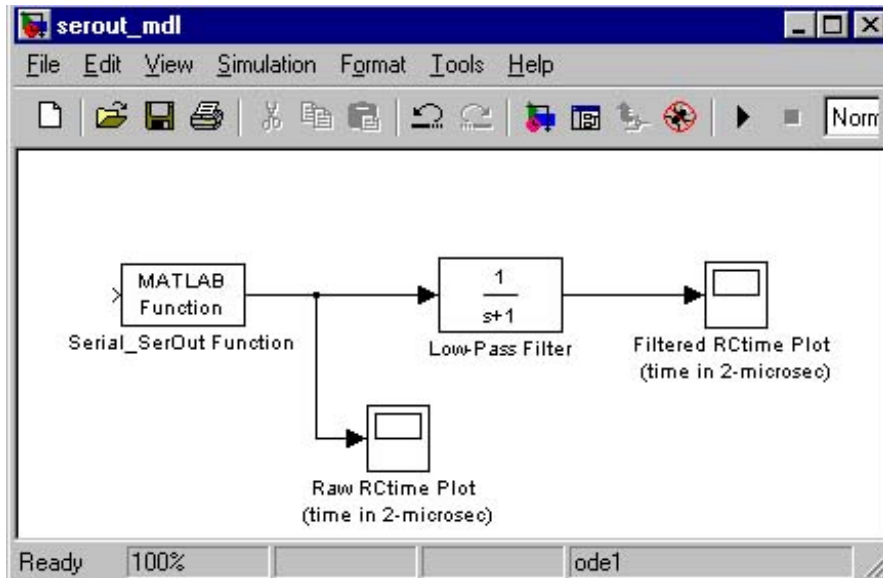 serout_mdl
File Edit View Simulation Format Tools Help
Norm
MATLAB
Function
Serial_SerOut Function
1
s+1
Low-Pass Filter
Filtered RCtime Plot
(time in 2-microsec)
Raw RCtime Plot
(time in 2-microsec)
Ready 100% ode1